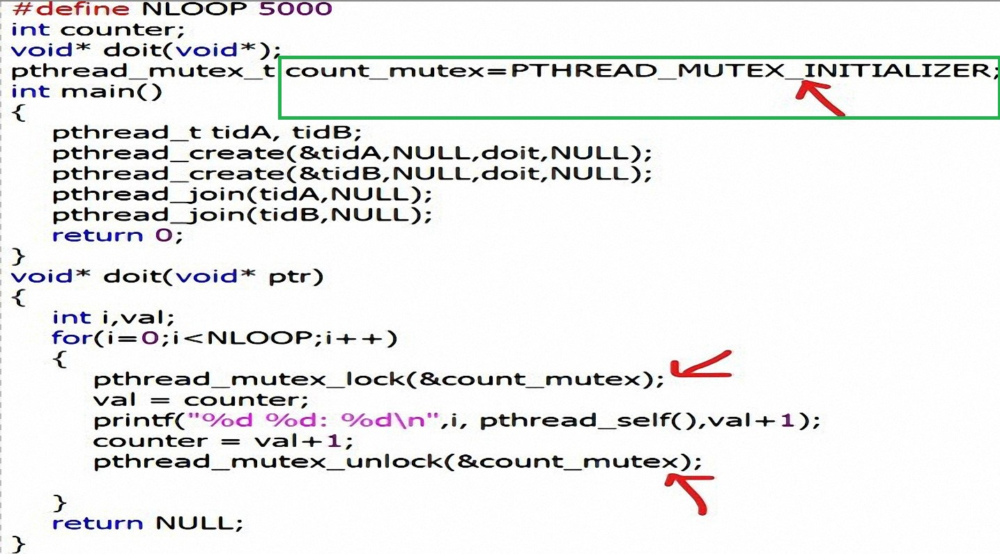 #define NLOOP 5000
int counter;
void* doit(void*);
pthread_mutex_t count_mutex=PTHREAD_MUTEX_INITIALIZER;
int main()
{
pthread_t tidA, tidB;
pthread_create(&tidA,NULL,doit,NULL);
pthread_create(&tidB,NULL,doit,NULL);
pthread_join(tidA,NULL);
pthread_join(tidB,NULL);
return 0;
}
void* doit(void* ptr)
{
int i,val;
for(i=0;i<NLOOP;i++)
{
pthread_mutex_lock(&count_mutex);
val = counter;
printf("%d %d: %d\n",i, pthread_self(),val+1);
counter = val+1;
pthread_mutex_unlock(&count_mutex);
}
return NULL;
}